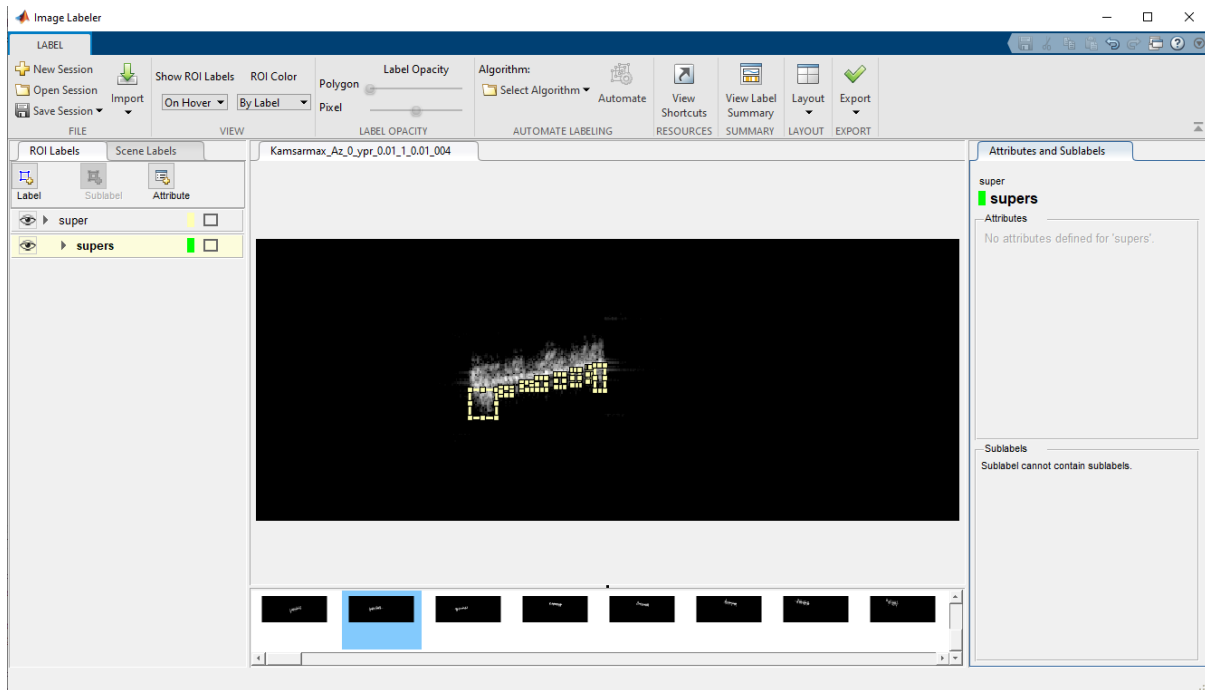 Image Labeler
LABEL
New Session
Open Session
Save Session
Import
FILE
Show ROI Labels
ROI Color
On Hover
By Label
VIEW
Label Opacity
Polygon
Pixel
LABEL OPACITY
Algorithm:
Select Algorithm
Automate
AUTOMATE LABELING
View
Shortcuts
RESOURCES
View Label
Summary
SUMMARY
Layout
LAYOUT
Export
EXPORT
ROI Labels
Scene Labels
Label
Sublabel
Attribute
super
supers
Kamsarmax_Az_0_ypr_0.01_1_0.01_004
Attributes and Sublabels
super
supers
Attributes
No attributes defined for 'supers'.
Sublabels
Sublabel cannot contain sublabels.